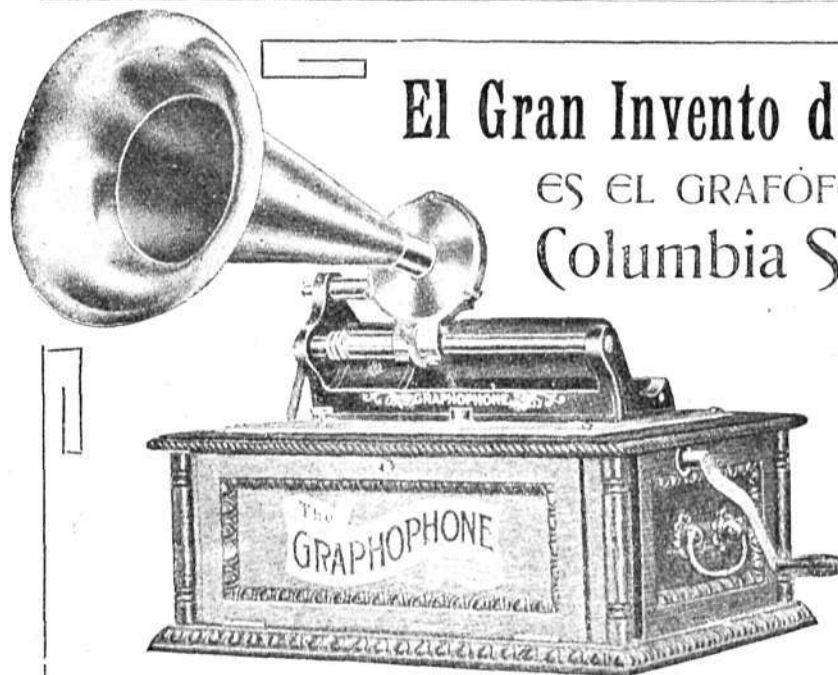 El Gran Invento d
ES EL GRAFÓF
Columbia S
GRAPHOPHONE
The
GRAPHOPHONE